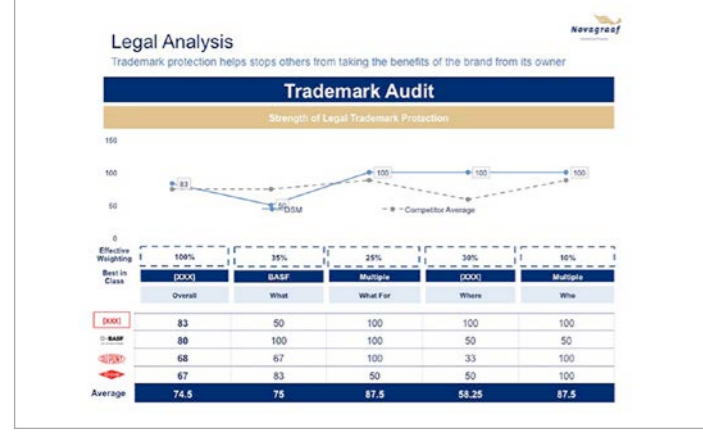 Novagraaf
Legal Analysis
Trademark protection helps stops others from taking the benefits of the brand from its owner
Trademark Audit
Strength of Legal Trademark Protection
150
100
50
0
83
50
100
100
100
DSM
Competitor Average
Effective Weighting 100% 35% 25% 30% 10%
Best in Class [XXX] BASF Multiple [XXX] Multiple
Overall What What For Where Who
[XXX] 83 50 100 100 100
BASF 80 100 100 50 50
DUPONT 68 67 100 33 100
67 83 50 50 100
Average 74.5 75 87.5 58.25 87.5